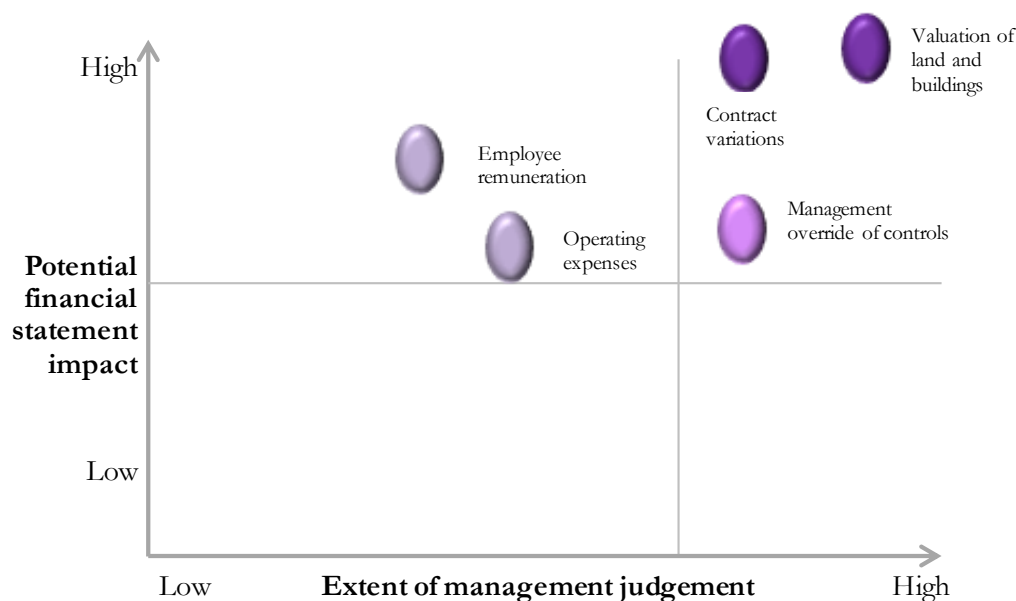 High
Valuation of
land and
buildings
Contract
variations
Employee
remuneration
Management
override of controls
Operating
expenses
Potential
financial
statement
impact
Low
Low
Extent of management judgement
High